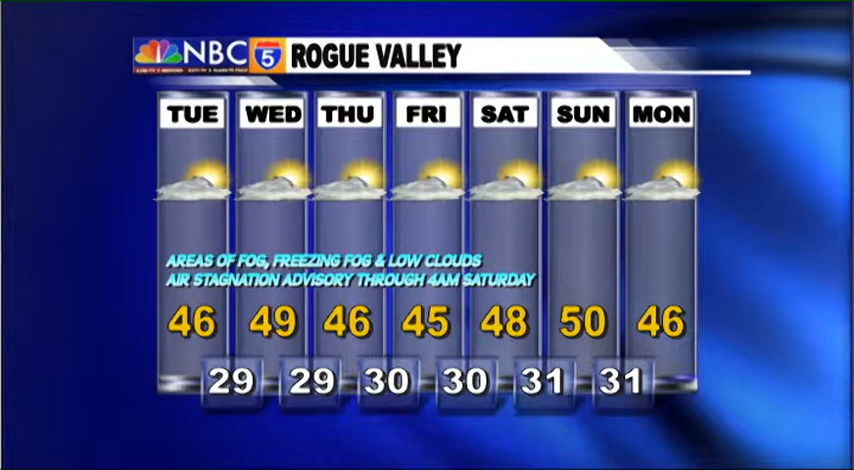 NBC 5 ROGUE VALLEY
TUE WED THU FRI SAT SUN MON
AREAS OF FOG, FREEZING FOG & LOW CLOUDS
AIR STAGNATION ADVISORY THROUGH 4AM SATURDAY
46 49 46 45 48 50 46
29 29 30 30 31 31